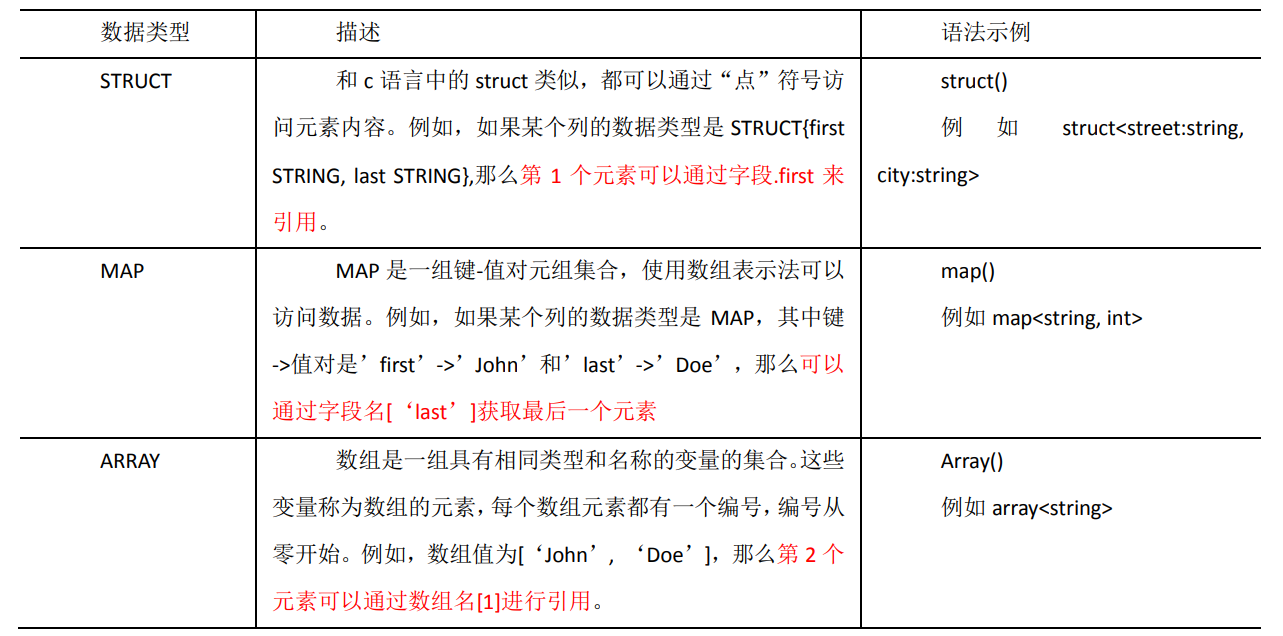 数据类型 描述 语法示例
STRUCT
和 c 语言中的 struct 类似，都可以通过“点”符号访
问元素内容。例如，如果某个列的数据类型是 STRUCT{first
STRING, last STRING},那么第 1 个元素可以通过字段.first 来
引用。
struct()
例 如 struct<street:string,
city:string>
MAP
MAP 是一组键-值对元组集合，使用数组表示法可以
访问数据。例如，如果某个列的数据类型是 MAP，其中键
->值对是’first’->’John’和’last’->’Doe’，那么可以
通过字段名[‘last’]获取最后一个元素
map()
例如 map<string, int>
ARRAY
数组是一组具有相同类型和名称的变量的集合。这些
变量称为数组的元素，每个数组元素都有一个编号，编号从
零开始。例如，数组值为[‘John’, ‘Doe’]，那么第 2 个
元素可以通过数组名[1]进行引用。
Array()
例如 array<string>